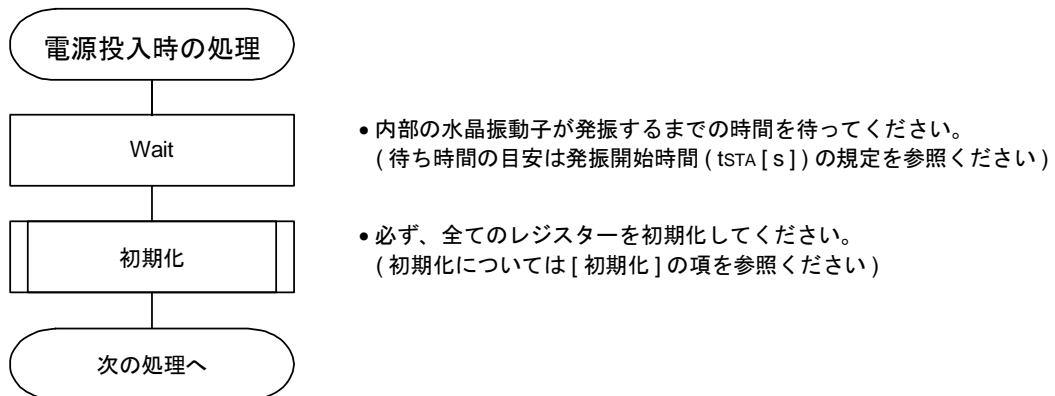 電源投入時の処理
Wait
• 内部の水晶振動子が発振するまでの時間を待ってください。
( 待ち時間の目安は発振開始時間 ( tSTA [ s ] ) の規定を参照ください )
初期化
• 必ず、全てのレジスターを初期化してください。
( 初期化については [ 初期化 ] の項を参照ください )
次の処理へ